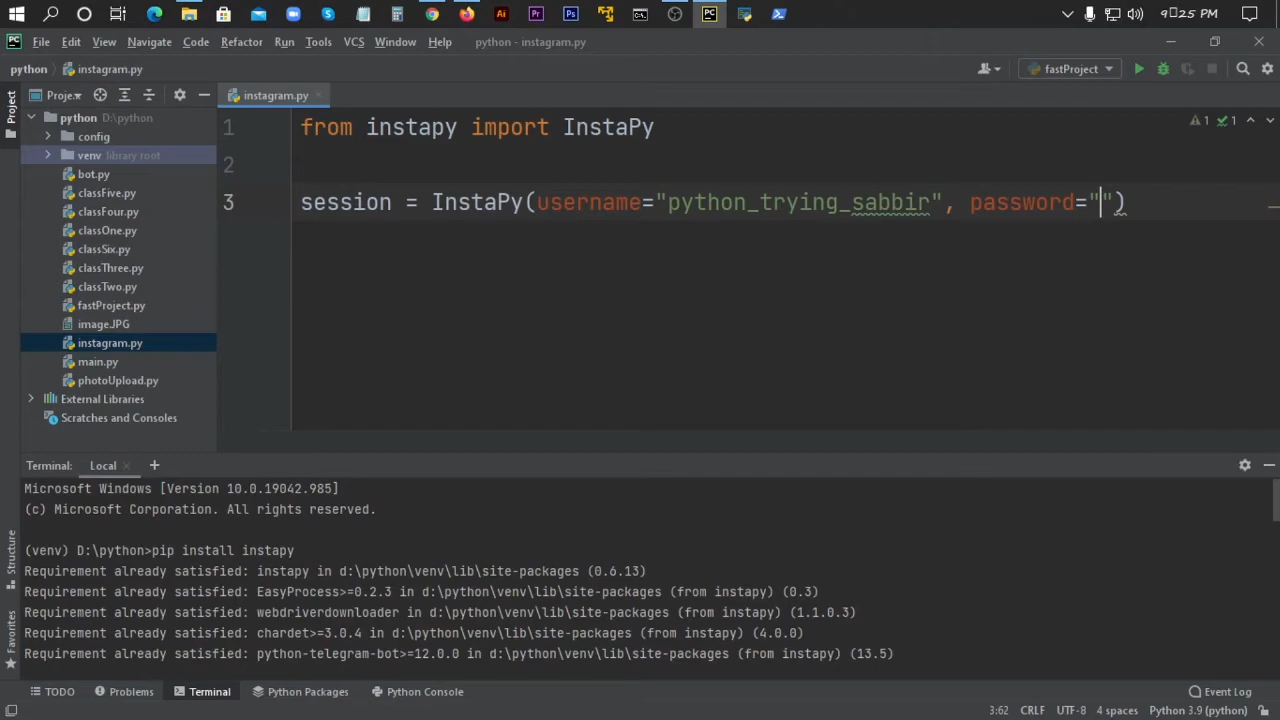 9:25 PM
File Edit View Navigate Code Refactor Run Tools VCS Window Help python - instagram.py
python instagram.py fastProject
Project
Proje...
instagram.py
python D:\python
config
venv library root
bot.py
classFive.py
classFour.py
classOne.py
classSix.py
classThree.py
classTwo.py
fastProject.py
image.JPG
instagram.py
main.py
photoUpload.py
External Libraries
Scratches and Consoles
1 from instapy import InstaPy
1 1
2
3 session = InstaPy(username="python_trying_sabbir", password="")
Terminal: Local
Microsoft Windows [Version 10.0.19042.985]
(c) Microsoft Corporation. All rights reserved.
(venv) D:\python>pip install instapy
Requirement already satisfied: instapy in d:\python\venv\lib\site-packages (0.6.13)
Requirement already satisfied: EasyProcess>=0.2.3 in d:\python\venv\lib\site-packages (from instapy) (0.3)
Requirement already satisfied: webdriverdownloader in d:\python\venv\lib\site-packages (from instapy) (1.1.0.3)
Requirement already satisfied: chardet>=3.0.4 in d:\python\venv\lib\site-packages (from instapy) (4.0.0)
Requirement already satisfied: python-telegram-bot>=12.0.0 in d:\python\venv\lib\site-packages (from instapy) (13.5)
Structure
Favorites
TODO Problems Terminal Python Packages Python Console Event Log
3:62 CRLF UTF-8 4 spaces Python 3.9 (python)